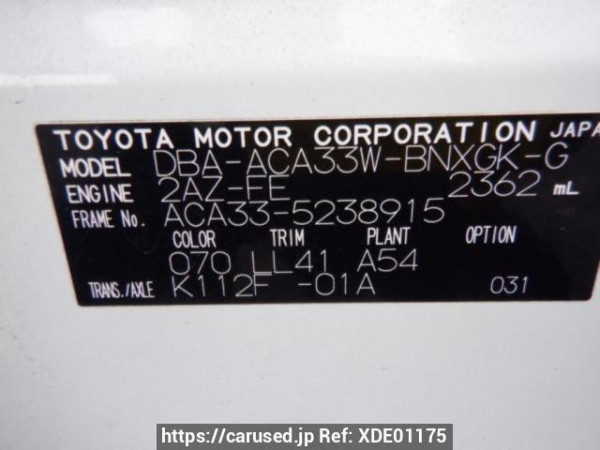 TOYOTA MOTOR CORPORATION JAPA
MODEL DBA-ACA33W-BNXGK-G
ENGINE 2AZ-FE 2362 mL
FRAME No. ACA33-5238915
COLOR TRIM PLANT OPTION
070 LL41 A54
TRANS./AXLE K112F -01A 031
https://carused.jp Ref: XDE01175